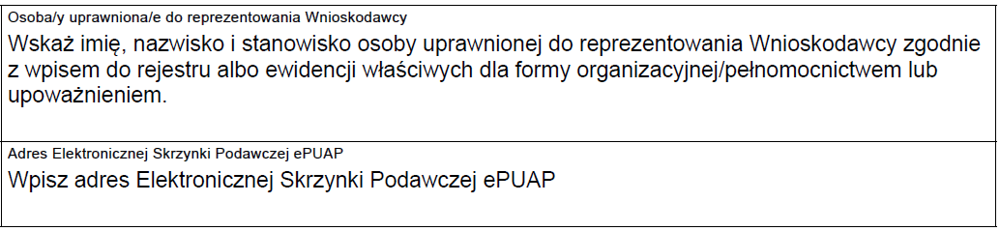 Osoba/y uprawniona/e do reprezentowania Wnioskodawcy
Wskaż imię, nazwisko i stanowisko osoby uprawnionej do reprezentowania Wnioskodawcy zgodnie
z wpisem do rejestru albo ewidencji właściwych dla formy organizacyjnej/pełnomocnictwem lub
upoważnieniem.
Adres Elektronicznej Skrzynki Podawczej ePUAP
Wpisz adres Elektronicznej Skrzynki Podawczej ePUAP